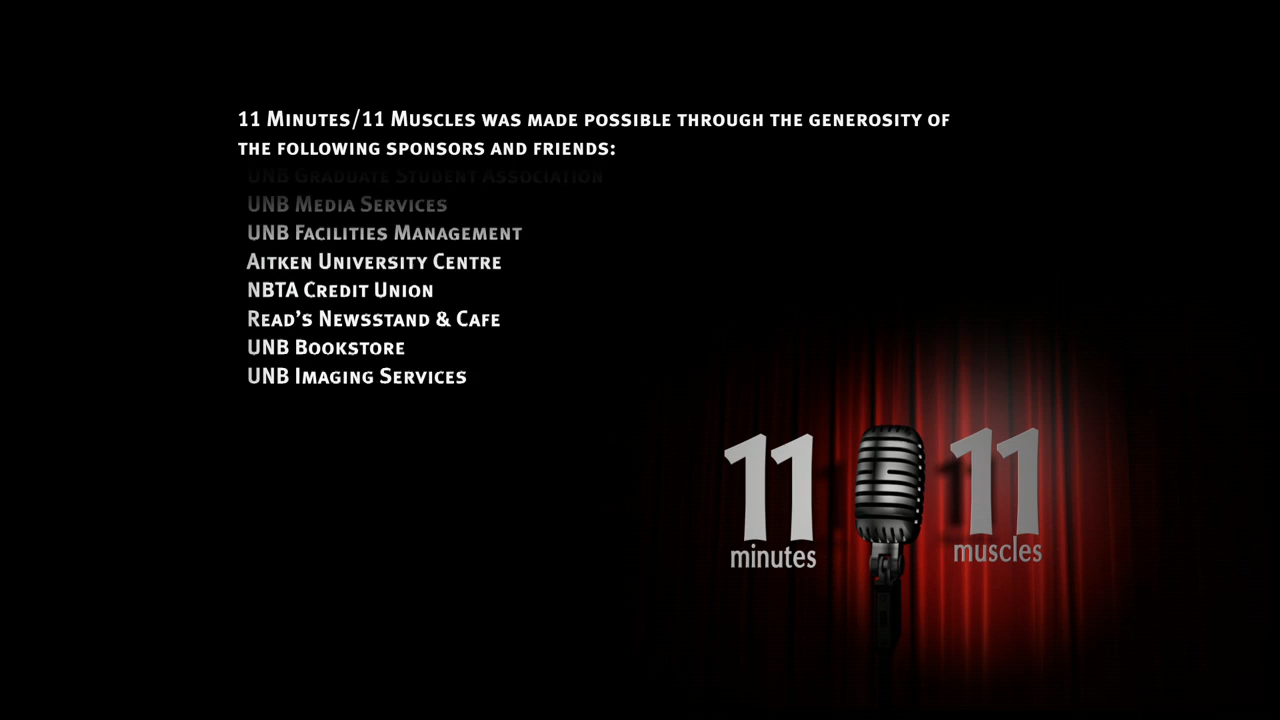 11 Minutes/11 Muscles was made possible through the generosity of
the following sponsors and friends:
UNB Graduate Student Association
UNB Media Services
UNB Facilities Management
Aitken University Centre
NBTA Credit Union
Read's Newsstand & Cafe
UNB Bookstore
UNB Imaging Services
11 11
minutes muscles